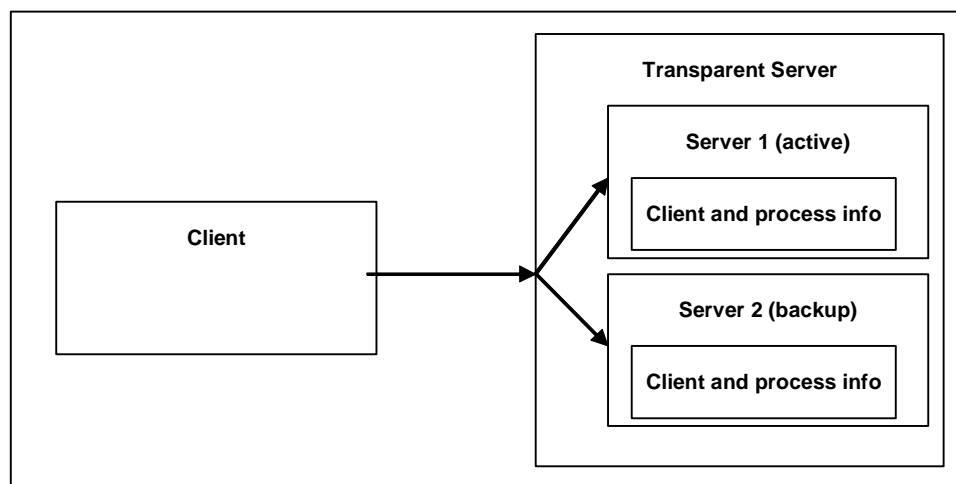 Transparent Server
Server 1 (active)
Client and process info
Client
Server 2 (backup)
Client and process info